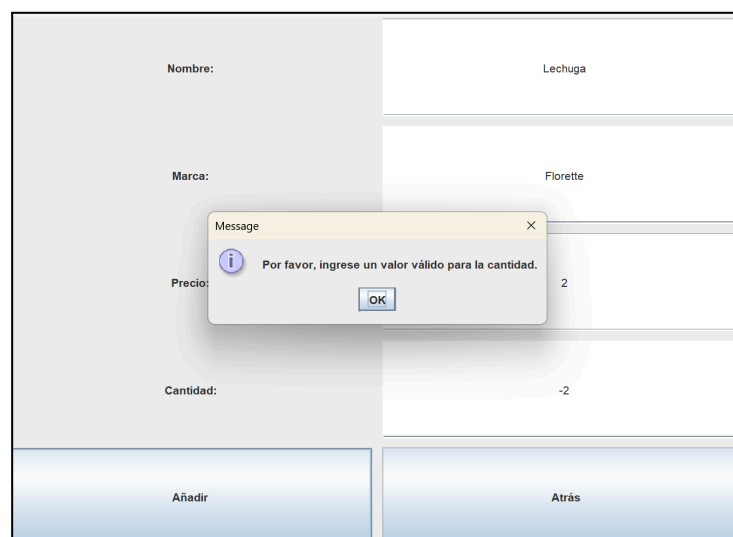 Nombre:
Lechuga
Marca:
Florette
Message
Por favor, ingrese un valor válido para la cantidad.
OK
Precio:
2
Cantidad:
-2
Añadir
Atrás